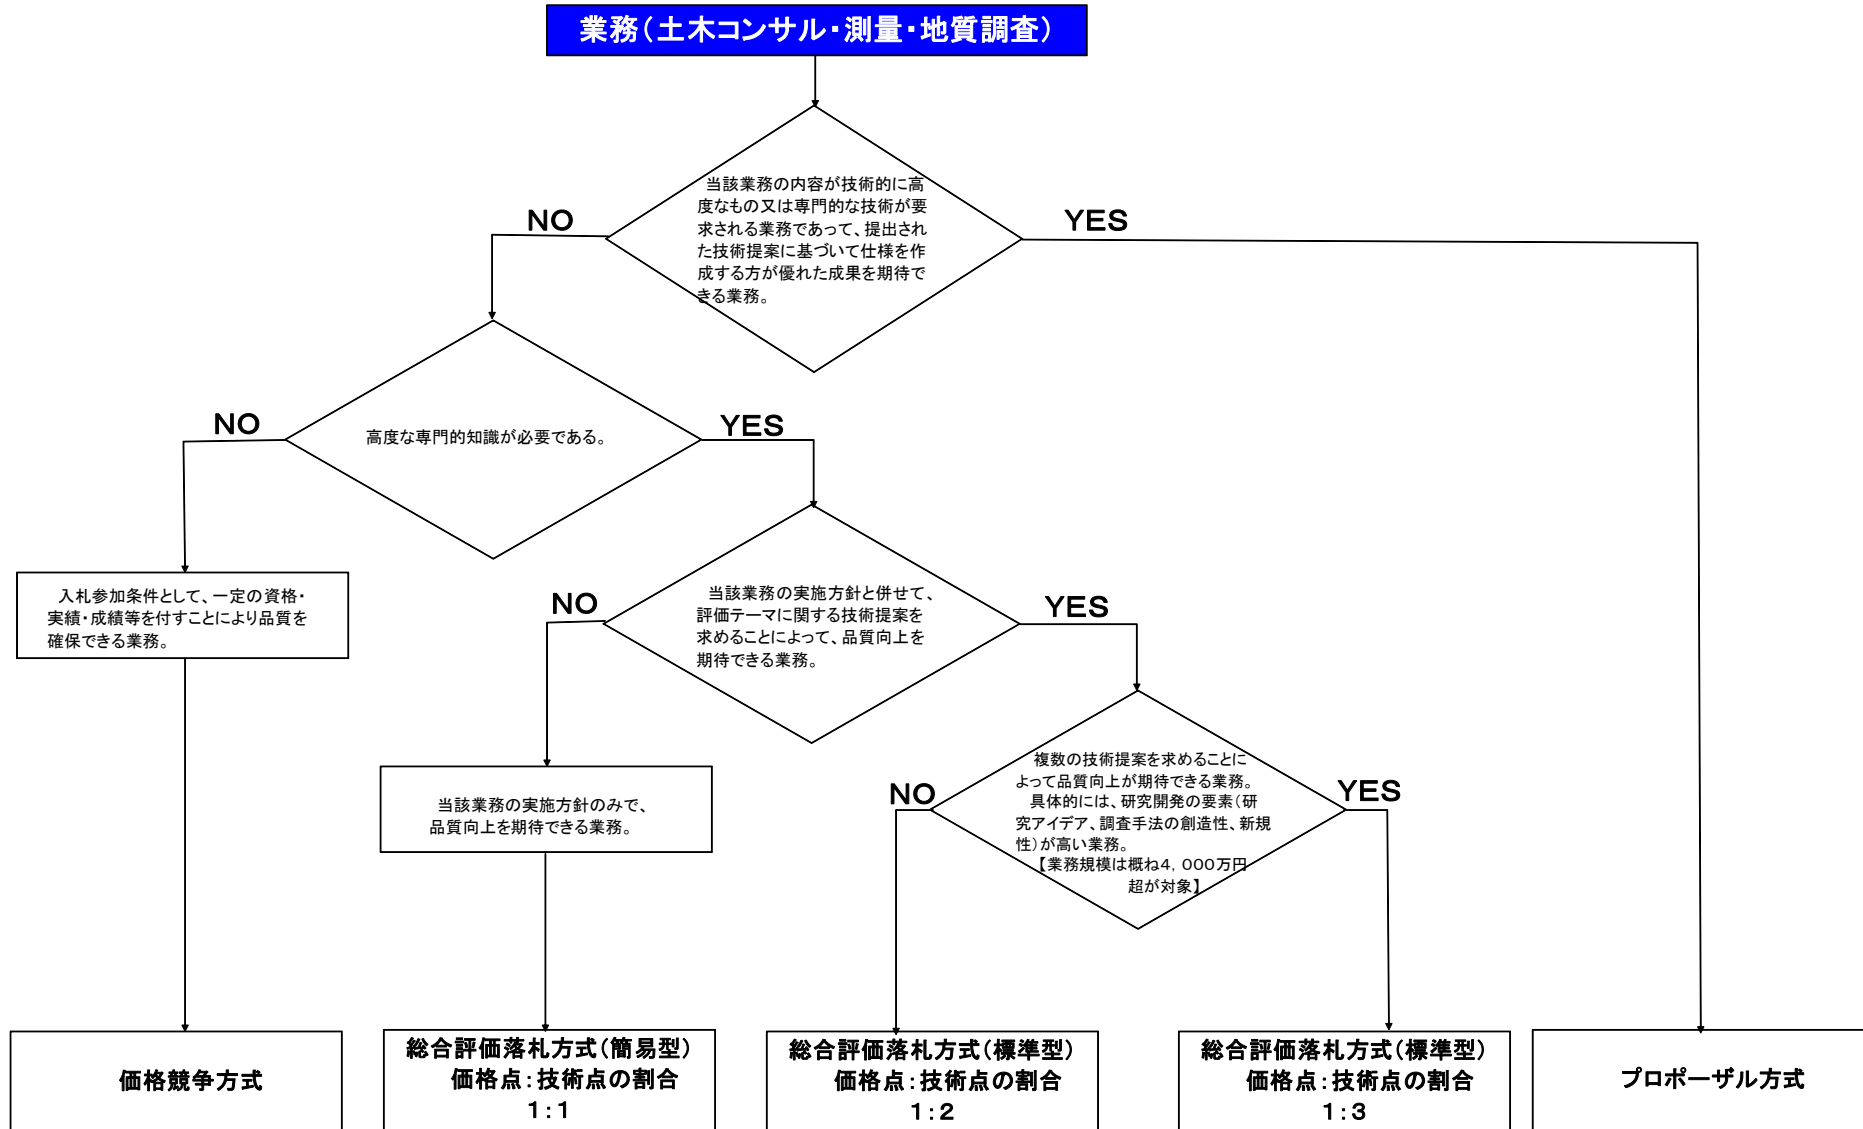 業務(土木コンサル・測量・地質調査)
当該業務の内容が技術的に高
度なもの又は専門的な技術が要
求される業務であって、提出され
た技術提案に基づいて仕様を作
成する方が優れた成果を期待で
きる業務。
NO
YES
高度な専門的知識が必要である。
NO
YES
入札参加条件として、一定の資格・
実績・成績等を付すことにより品質を
確保できる業務。
当該業務の実施方針と併せて、
評価テーマに関する技術提案を
求めることによって、品質向上を
期待できる業務。
NO
YES
当該業務の実施方針のみで、
品質向上を期待できる業務。
複数の技術提案を求めることに
よって品質向上が期待できる業務。
具体的には、研究開発の要素(研
究アイデア、調査手法の創造性、新規
性)が高い業務。
【業務規模は概ね4,000万円
超が対象】
NO
YES
価格競争方式
総合評価落札方式(簡易型)
価格点:技術点の割合
1:1
総合評価落札方式(標準型)
価格点:技術点の割合
1:2
総合評価落札方式(標準型)
価格点:技術点の割合
1:3
プロポーザル方式